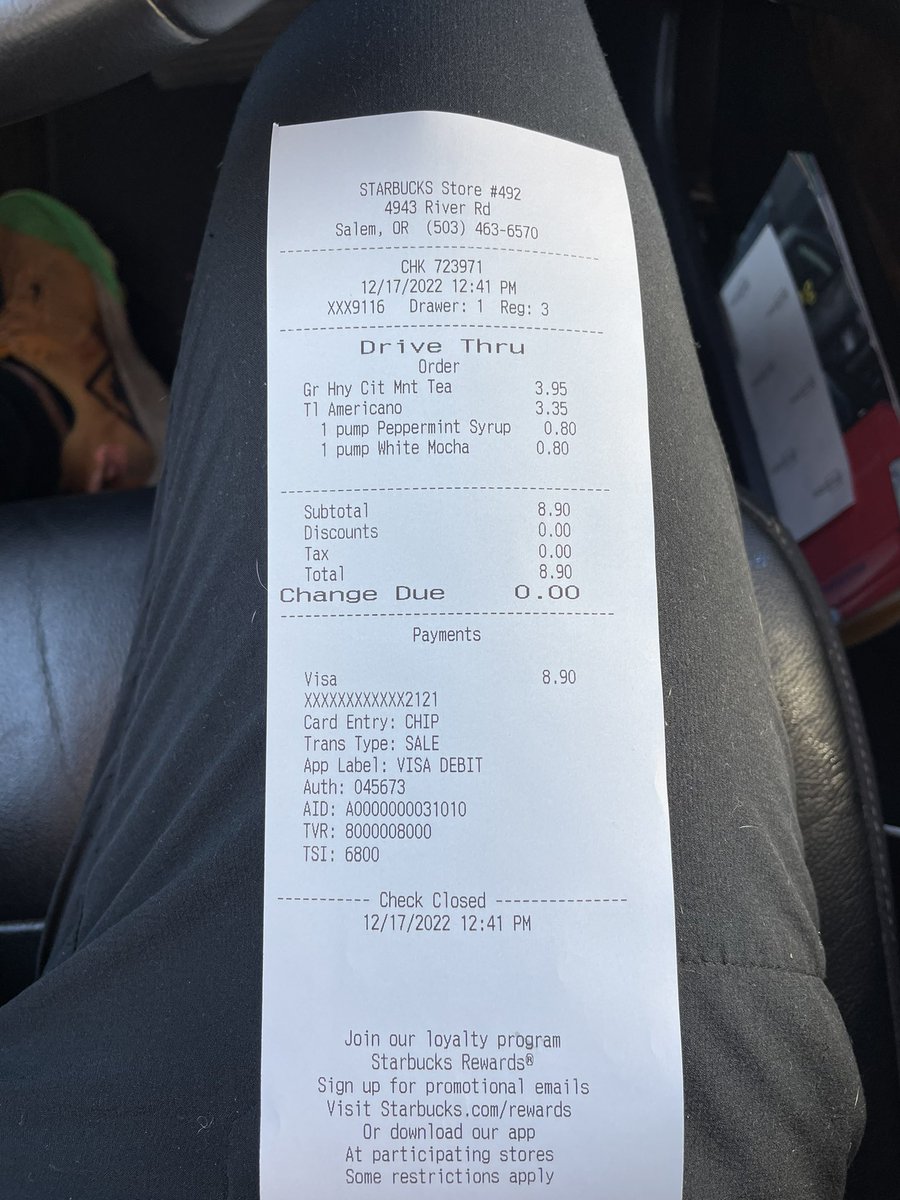 STARBUCKS Store #492
4943 River Rd
Salem, OR (503) 463-6570
CHK 723971
12/17/2022 12:41 PM
XXX9116 Drawer: 1 Reg: 3
Drive Thru
Order
Gr Hny Cit Mnt Tea 3.95
Tl Americano 3.35
1 pump Peppermint Syrup 0.80
1 pump White Mocha 0.80
Subtotal 8.90
Discounts 0.00
Tax 0.00
Total 8.90
Change Due 0.00
Payments
Visa 8.90
XXXXXXXXXXXX2121
Card Entry: CHIP
Trans Type: SALE
App Label: VISA DEBIT
Auth: 045673
AID: A0000000031010
TVR: 8000008000
TSI: 6800
----------- Check Closed ---------------
12/17/2022 12:41 PM
Join our loyalty program
Starbucks Rewards®
Sign up for promotional emails
Visit Starbucks.com/rewards
Or download our app
At participating stores
Some restrictions apply